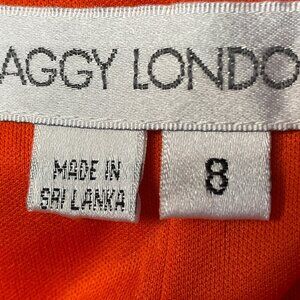 AGGY LONDO
MADE IN
SRI LANKA
8